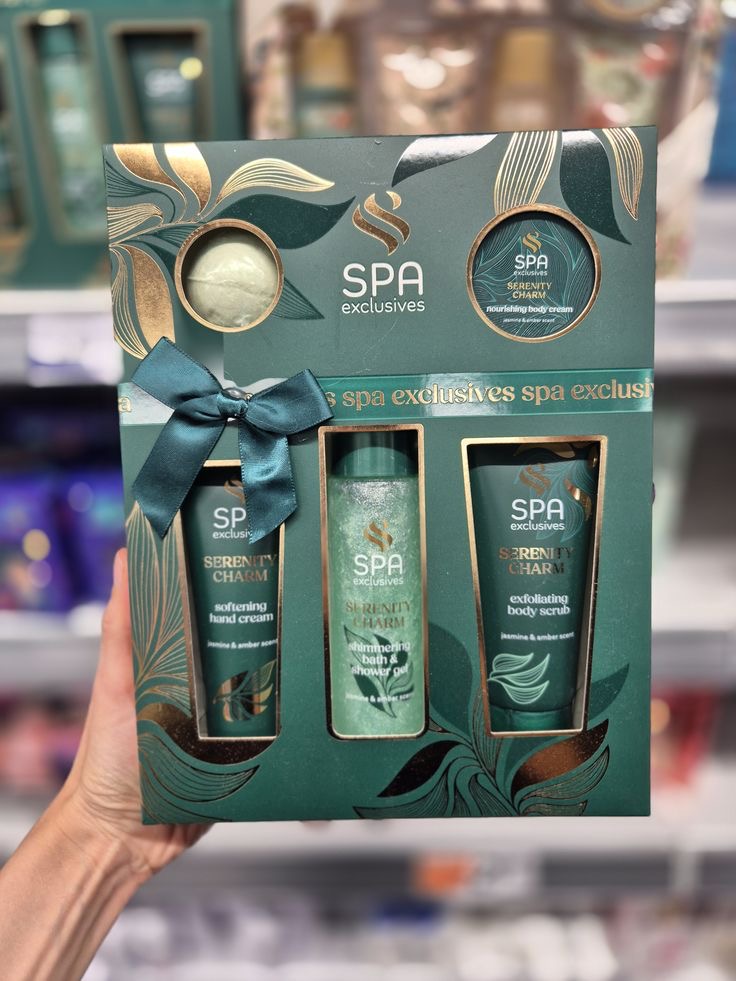 SPA
exclusives
SPA
exclusives
SERENITY
CHARM
nourishing body cream
jasmine & amber scent
s spa exclusives spa exclusi
SP
exclusi
SERENITY
CHARM
softening
hand cream
jasmine & amber scent
SPA
exclusives
SERENITY
CHARM
shimmering
bath &
shower gel
jasmine & amber scent
SPA
exclusives
SERENITY
CHARM
exfoliating
body scrub
jasmine & amber scent